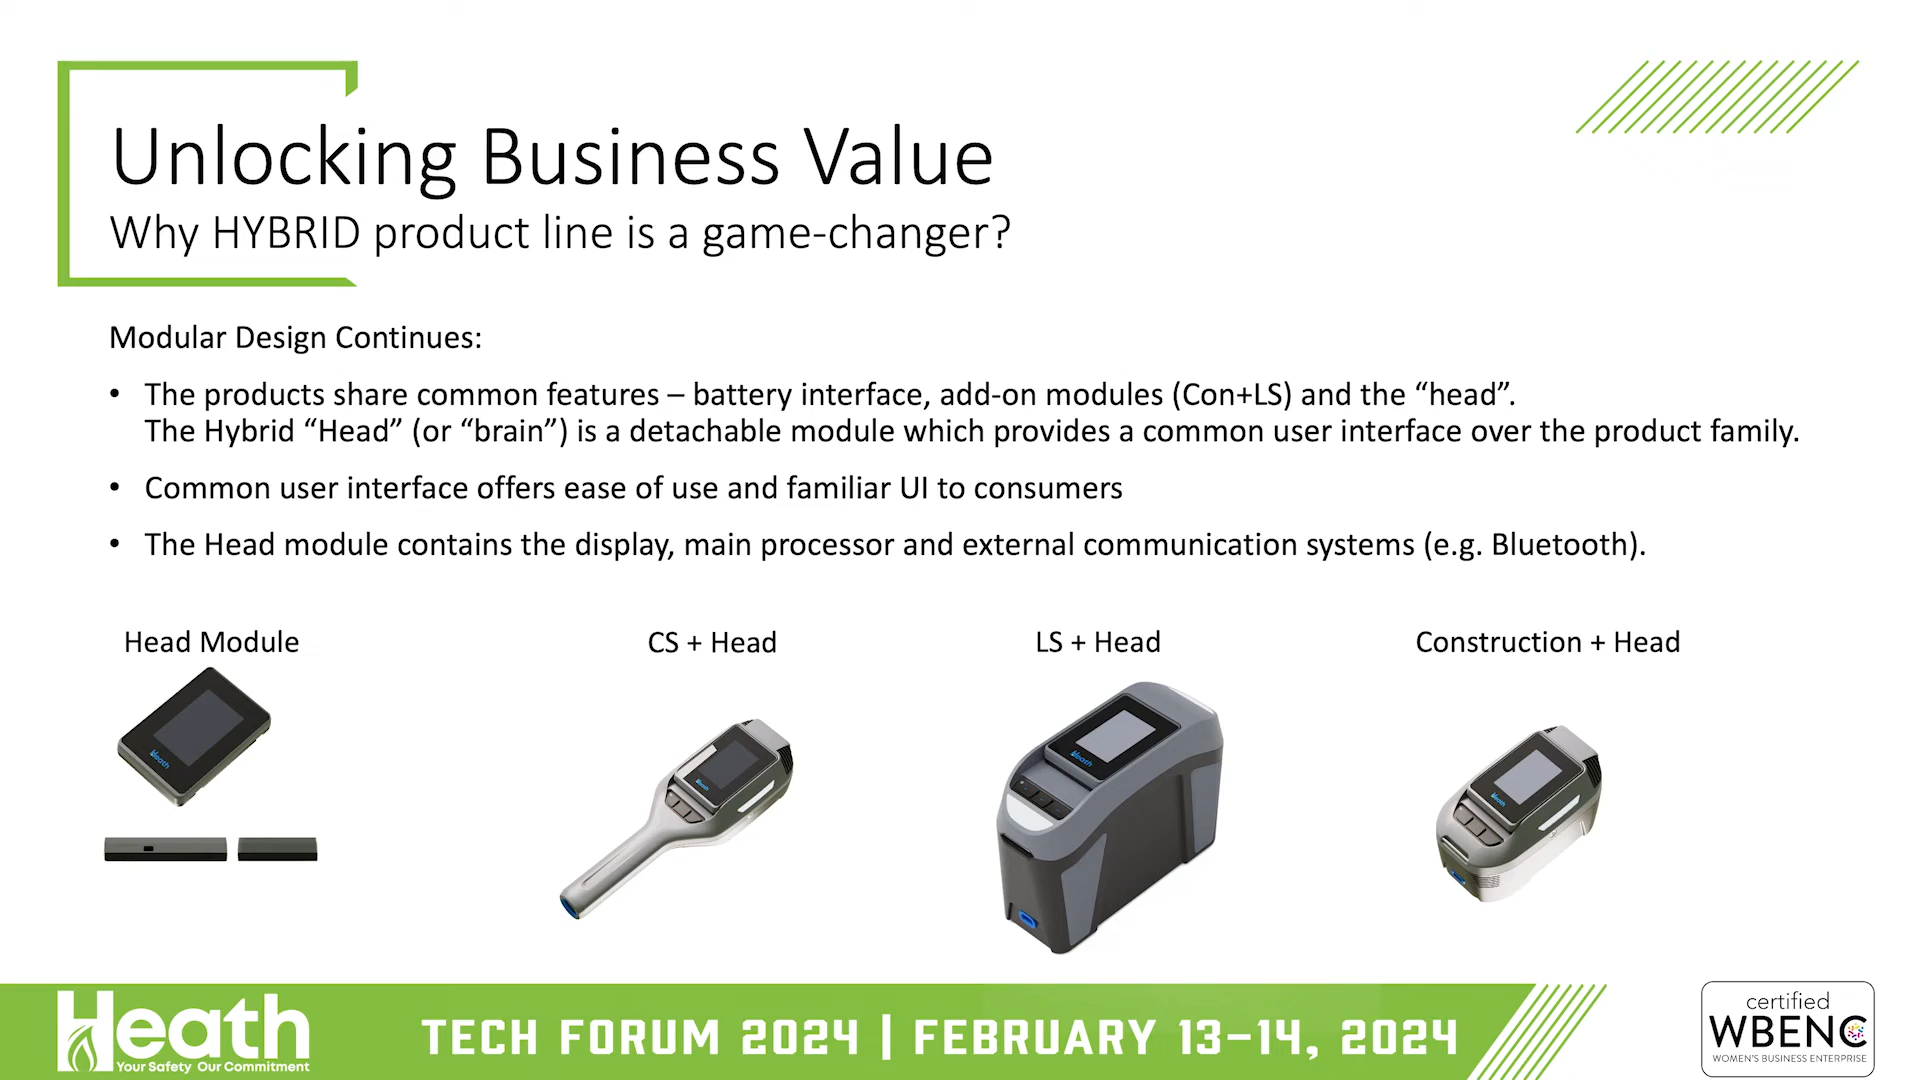 Unlocking Business Value
Why HYBRID product line is a game-changer?
Modular Design Continues:
• The products share common features – battery interface, add-on modules (Con+LS) and the “head”.
The Hybrid “Head” (or “brain”) is a detachable module which provides a common user interface over the product family.
• Common user interface offers ease of use and familiar UI to consumers
• The Head module contains the display, main processor and external communication systems (e.g. Bluetooth).
Head Module
CS + Head
LS + Head
Construction + Head
Heath
Heath
Heath
Heath
Heath
Your Safety Our Commitment
TECH FORUM 2024 | FEBRUARY 13–14, 2024
certified
WBENC
WOMEN'S BUSINESS ENTERPRISE